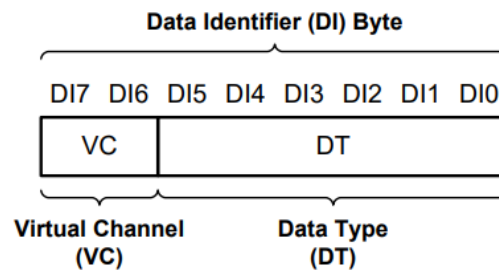 Data Identifier (DI) Byte
DI7 DI6 DI5 DI4 DI3 DI2 DI1 DI0
VC DT
Virtual Channel Data Type
(VC) (DT)